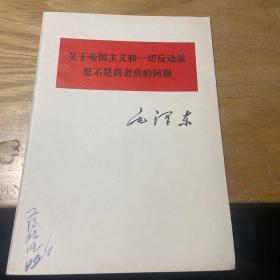 关于帝国主义和一切反动派
是不是真老虎的问题
毛泽东